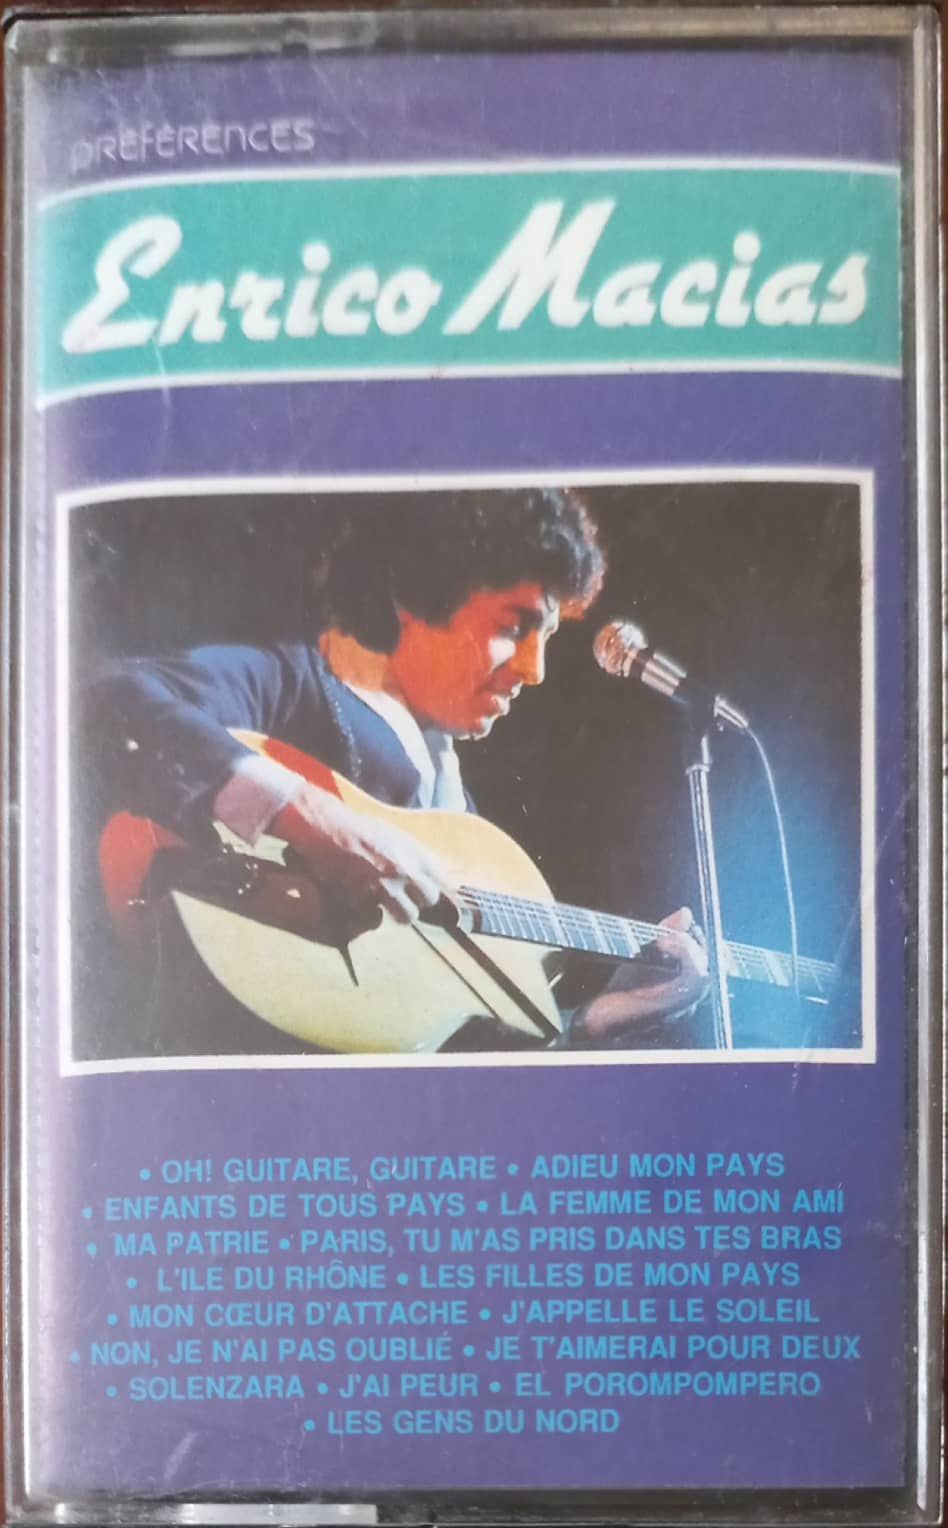 PRÉFÉRENCES
Enrico Macias
• OH! GUITARE, GUITARE • ADIEU MON PAYS
• ENFANTS DE TOUS PAYS • LA FEMME DE MON AMI
• MA PATRIE • PARIS, TU M'AS PRIS DANS TES BRAS
• L'ILE DU RHÔNE • LES FILLES DE MON PAYS
• MON CŒUR D'ATTACHE • J'APPELLE LE SOLEIL
• NON, JE N'AI PAS OUBLIÉ • JE T'AIMERAI POUR DEUX
• SOLENZARA • J'AI PEUR • EL POROMPOMPERO
• LES GENS DU NORD